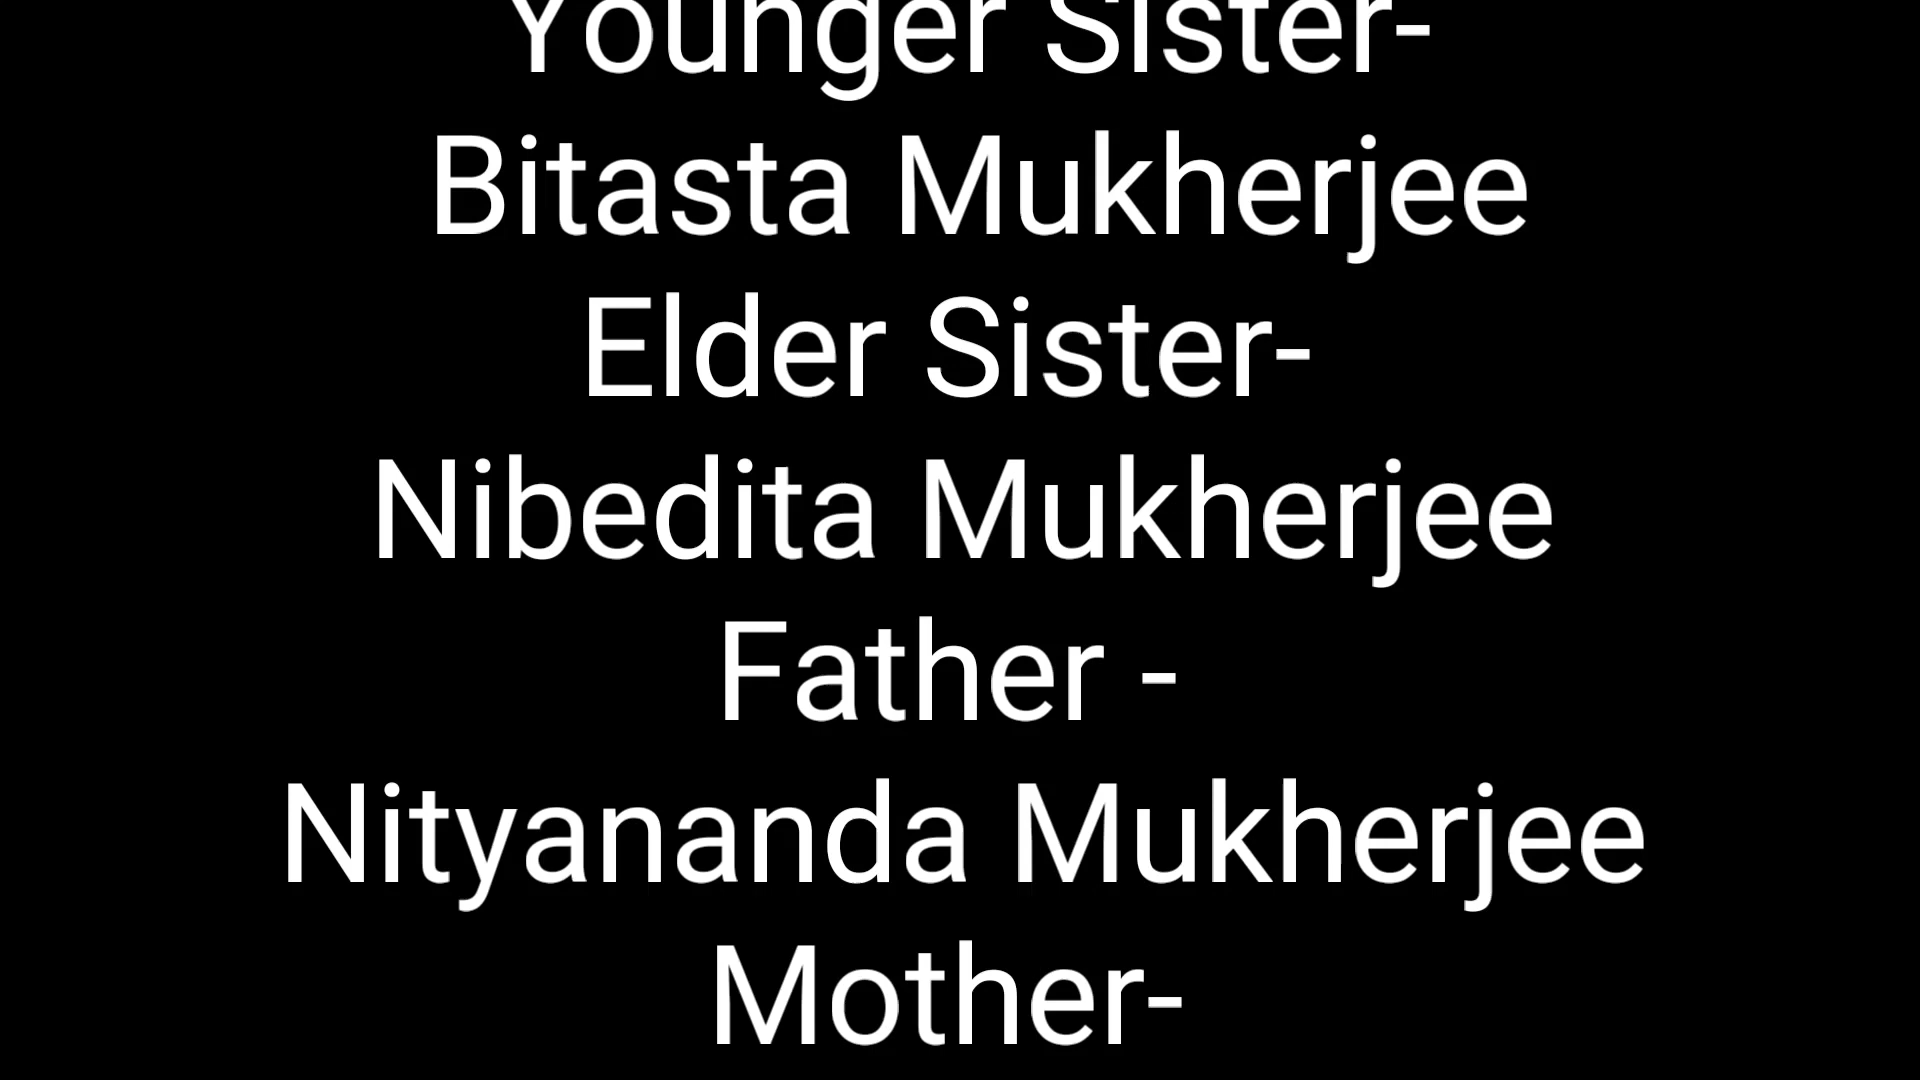 Younger Sister-
Bitasta Mukherjee
Elder Sister-
Nibedita Mukherjee
Father -
Nityananda Mukherjee
Mother-